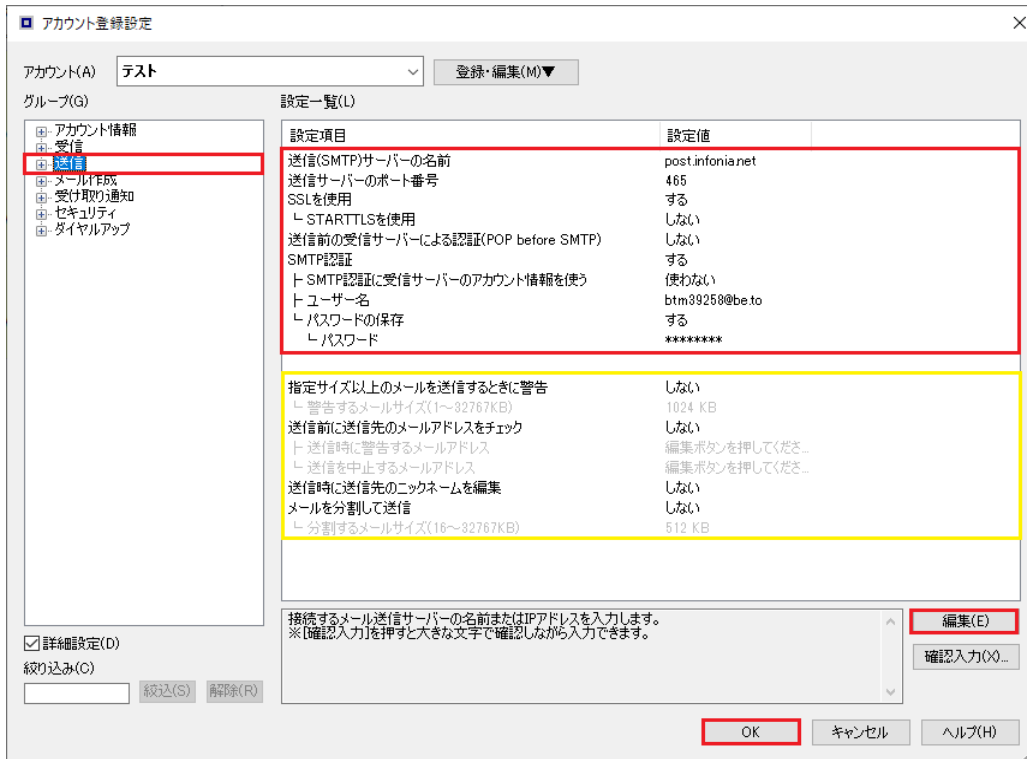 アカウント登録設定
アカウント(A) テスト 登録・編集(M)▼
グループ(G)
アカウント情報
受信
送信
メール作成
受け取り通知
セキュリティ
ダイヤルアップ
設定一覧(L)
設定項目 設定値
送信(SMTP)サーバーの名前 post.infonia.net
送信サーバーのポート番号 465
SSLを使用 する
└ STARTTLSを使用 しない
送信前の受信サーバーによる認証(POP before SMTP) しない
SMTP認証 する
├ SMTP認証に受信サーバーのアカウント情報を使う 使わない
├ ユーザー名 btm39258@be.to
└ パスワードの保存 する
└ パスワード ********
指定サイズ以上のメールを送信するときに警告 しない
└ 警告するメールサイズ(1～32767KB) 1024 KB
送信前に送信先のメールアドレスをチェック しない
├ 送信時に警告するメールアドレス 編集ボタンを押してくださ...
└ 送信を中止するメールアドレス 編集ボタンを押してくださ...
送信時に送信先のニックネームを編集 しない
メールを分割して送信 しない
└ 分割するメールサイズ(16～32767KB) 512 KB
接続するメール送信サーバーの名前またはIPアドレスを入力します。
※[確認入力]を押すと大きな文字で確認しながら入力できます。
編集(E)
確認入力(X)...
詳細設定(D)
絞り込み(C)
絞込(S) 解除(R)
OK キャンセル ヘルプ(H)